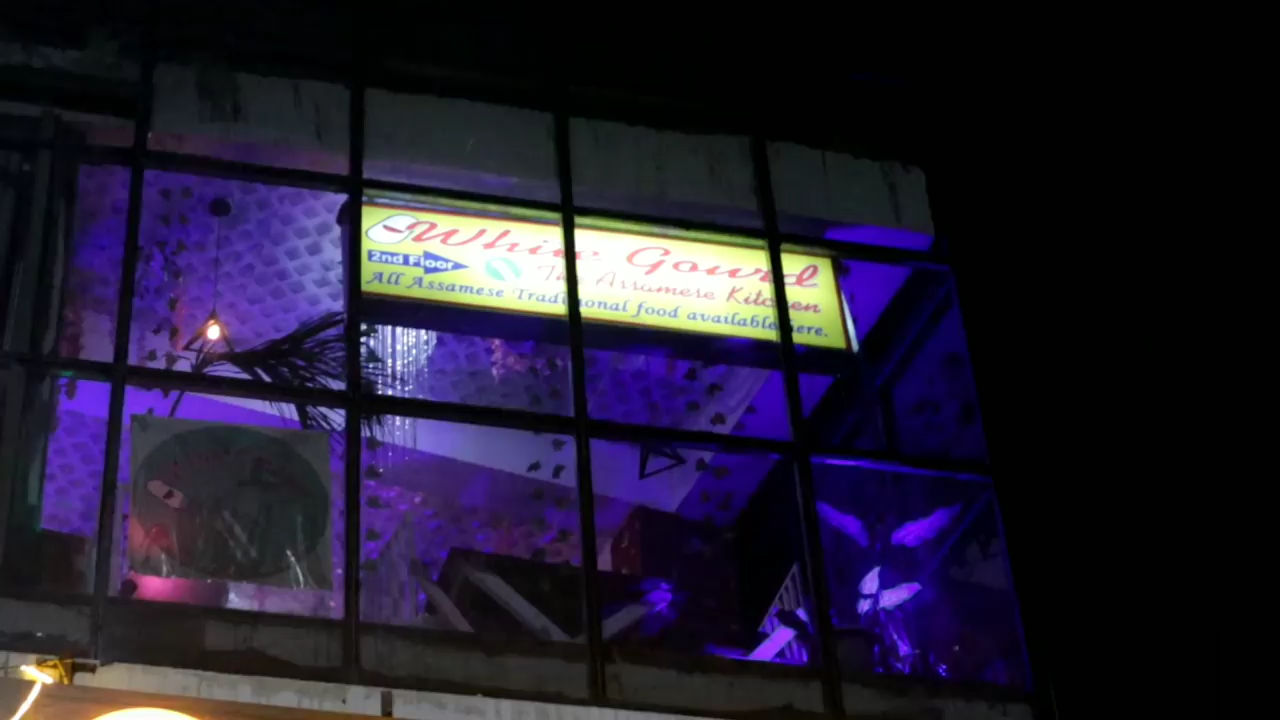 White Gourd
2nd Floor
The Assamese Kitchen
All Assamese Traditional food available here.